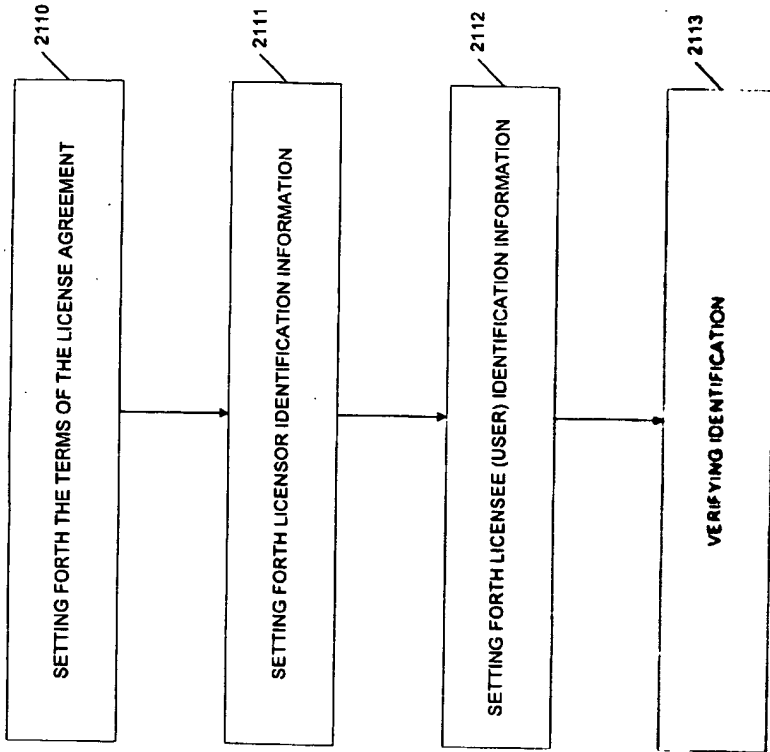 SETTING FORTH THE TERMS OF THE LICENSE AGREEMENT
2110
SETTING FORTH LICENSOR IDENTIFICATION INFORMATION
2111
SETTING FORTH LICENSEE (USER) IDENTIFICATION INFORMATION
2112
VERIFYING IDENTIFICATION
2113